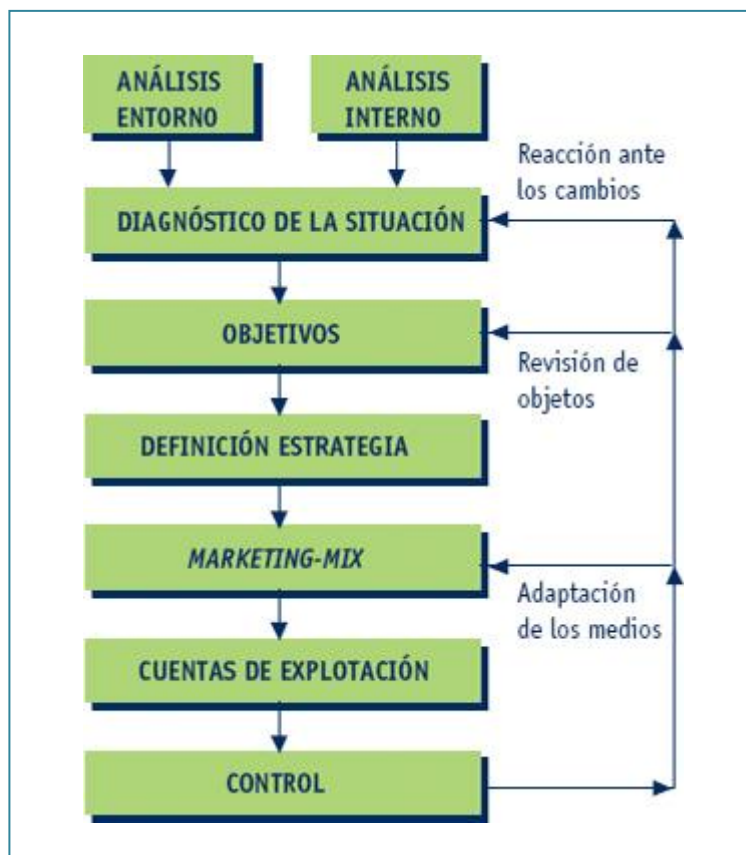 ANÁLISIS
ENTORNO
ANÁLISIS
INTERNO
Reacción ante
los cambios
DIAGNÓSTICO DE LA SITUACIÓN
OBJETIVOS
Revisión de
objetos
DEFINICIÓN ESTRATEGIA
MARKETING-MIX
Adaptación
de los medios
CUENTAS DE EXPLOTACIÓN
CONTROL